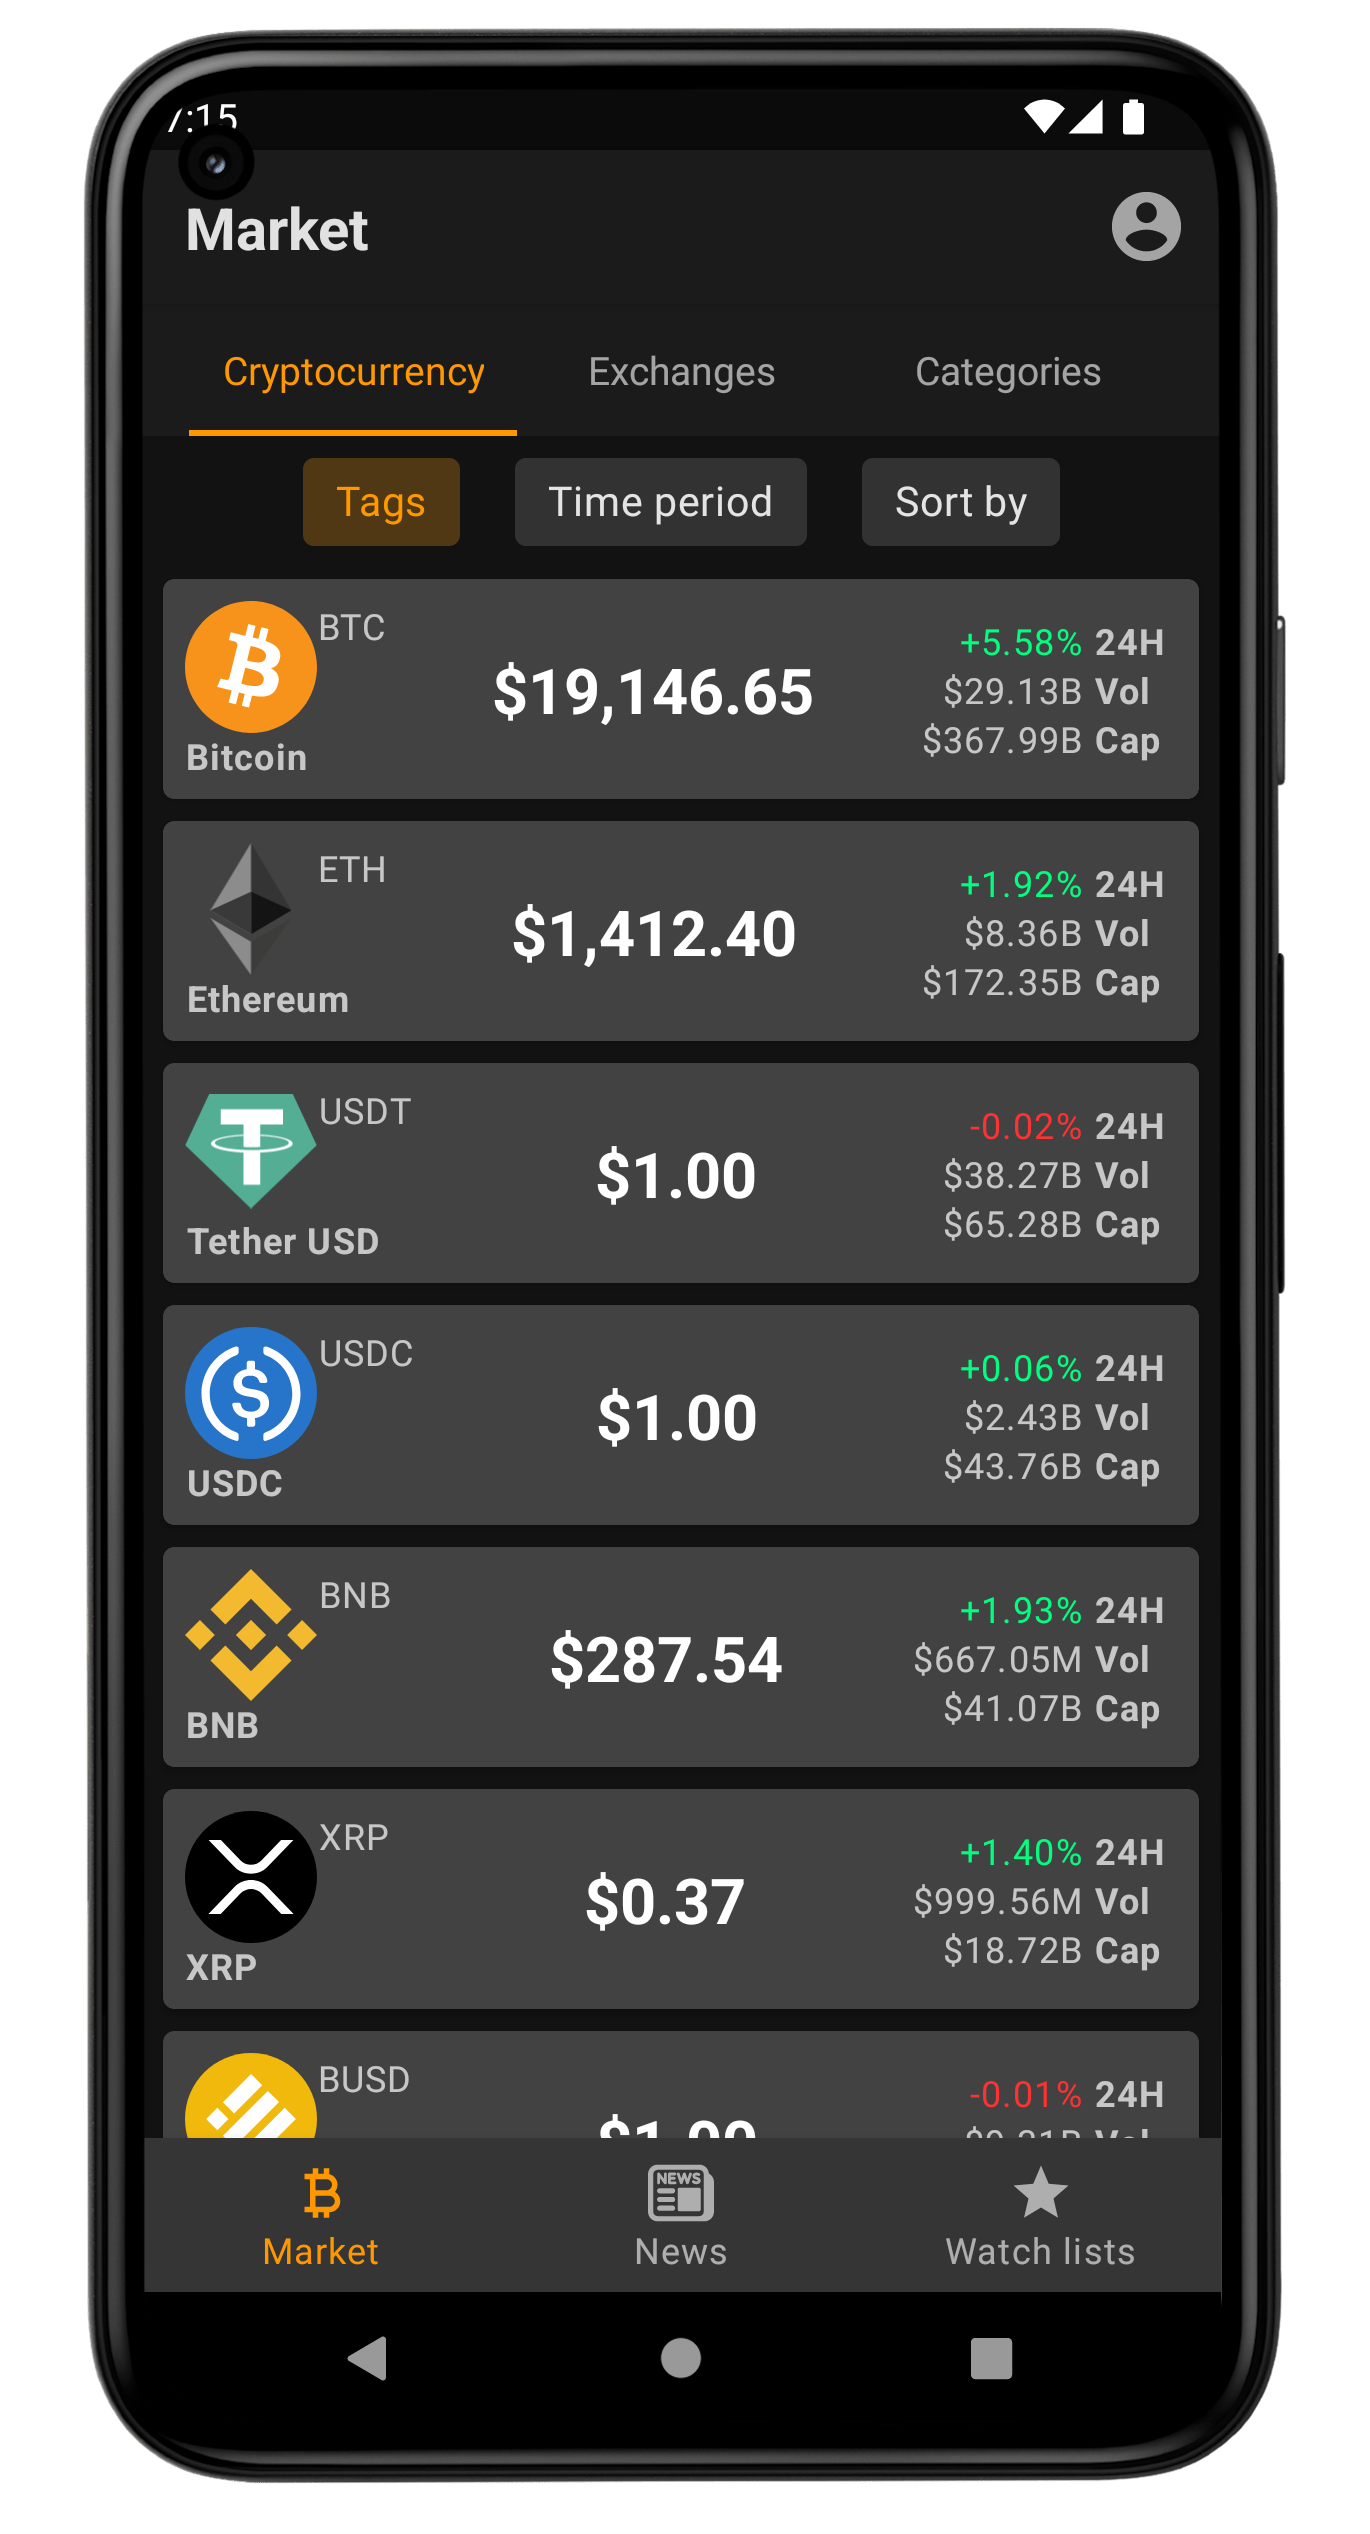 7:15
Market
Cryptocurrency Exchanges Categories
Tags Time period Sort by
BTC
+5.58% 24H
$19,146.65
$29.13B Vol
$367.99B Cap
Bitcoin
ETH
+1.92% 24H
$1,412.40
$8.36B Vol
$172.35B Cap
Ethereum
USDT
-0.02% 24H
$1.00
$38.27B Vol
$65.28B Cap
Tether USD
USDC
+0.06% 24H
$1.00
$2.43B Vol
$43.76B Cap
USDC
BNB
+1.93% 24H
$287.54
$667.05M Vol
$41.07B Cap
BNB
XRP
+1.40% 24H
$0.37
$999.56M Vol
$18.72B Cap
XRP
BUSD
-0.01% 24H
$1.00
NEWS
Market News Watch lists